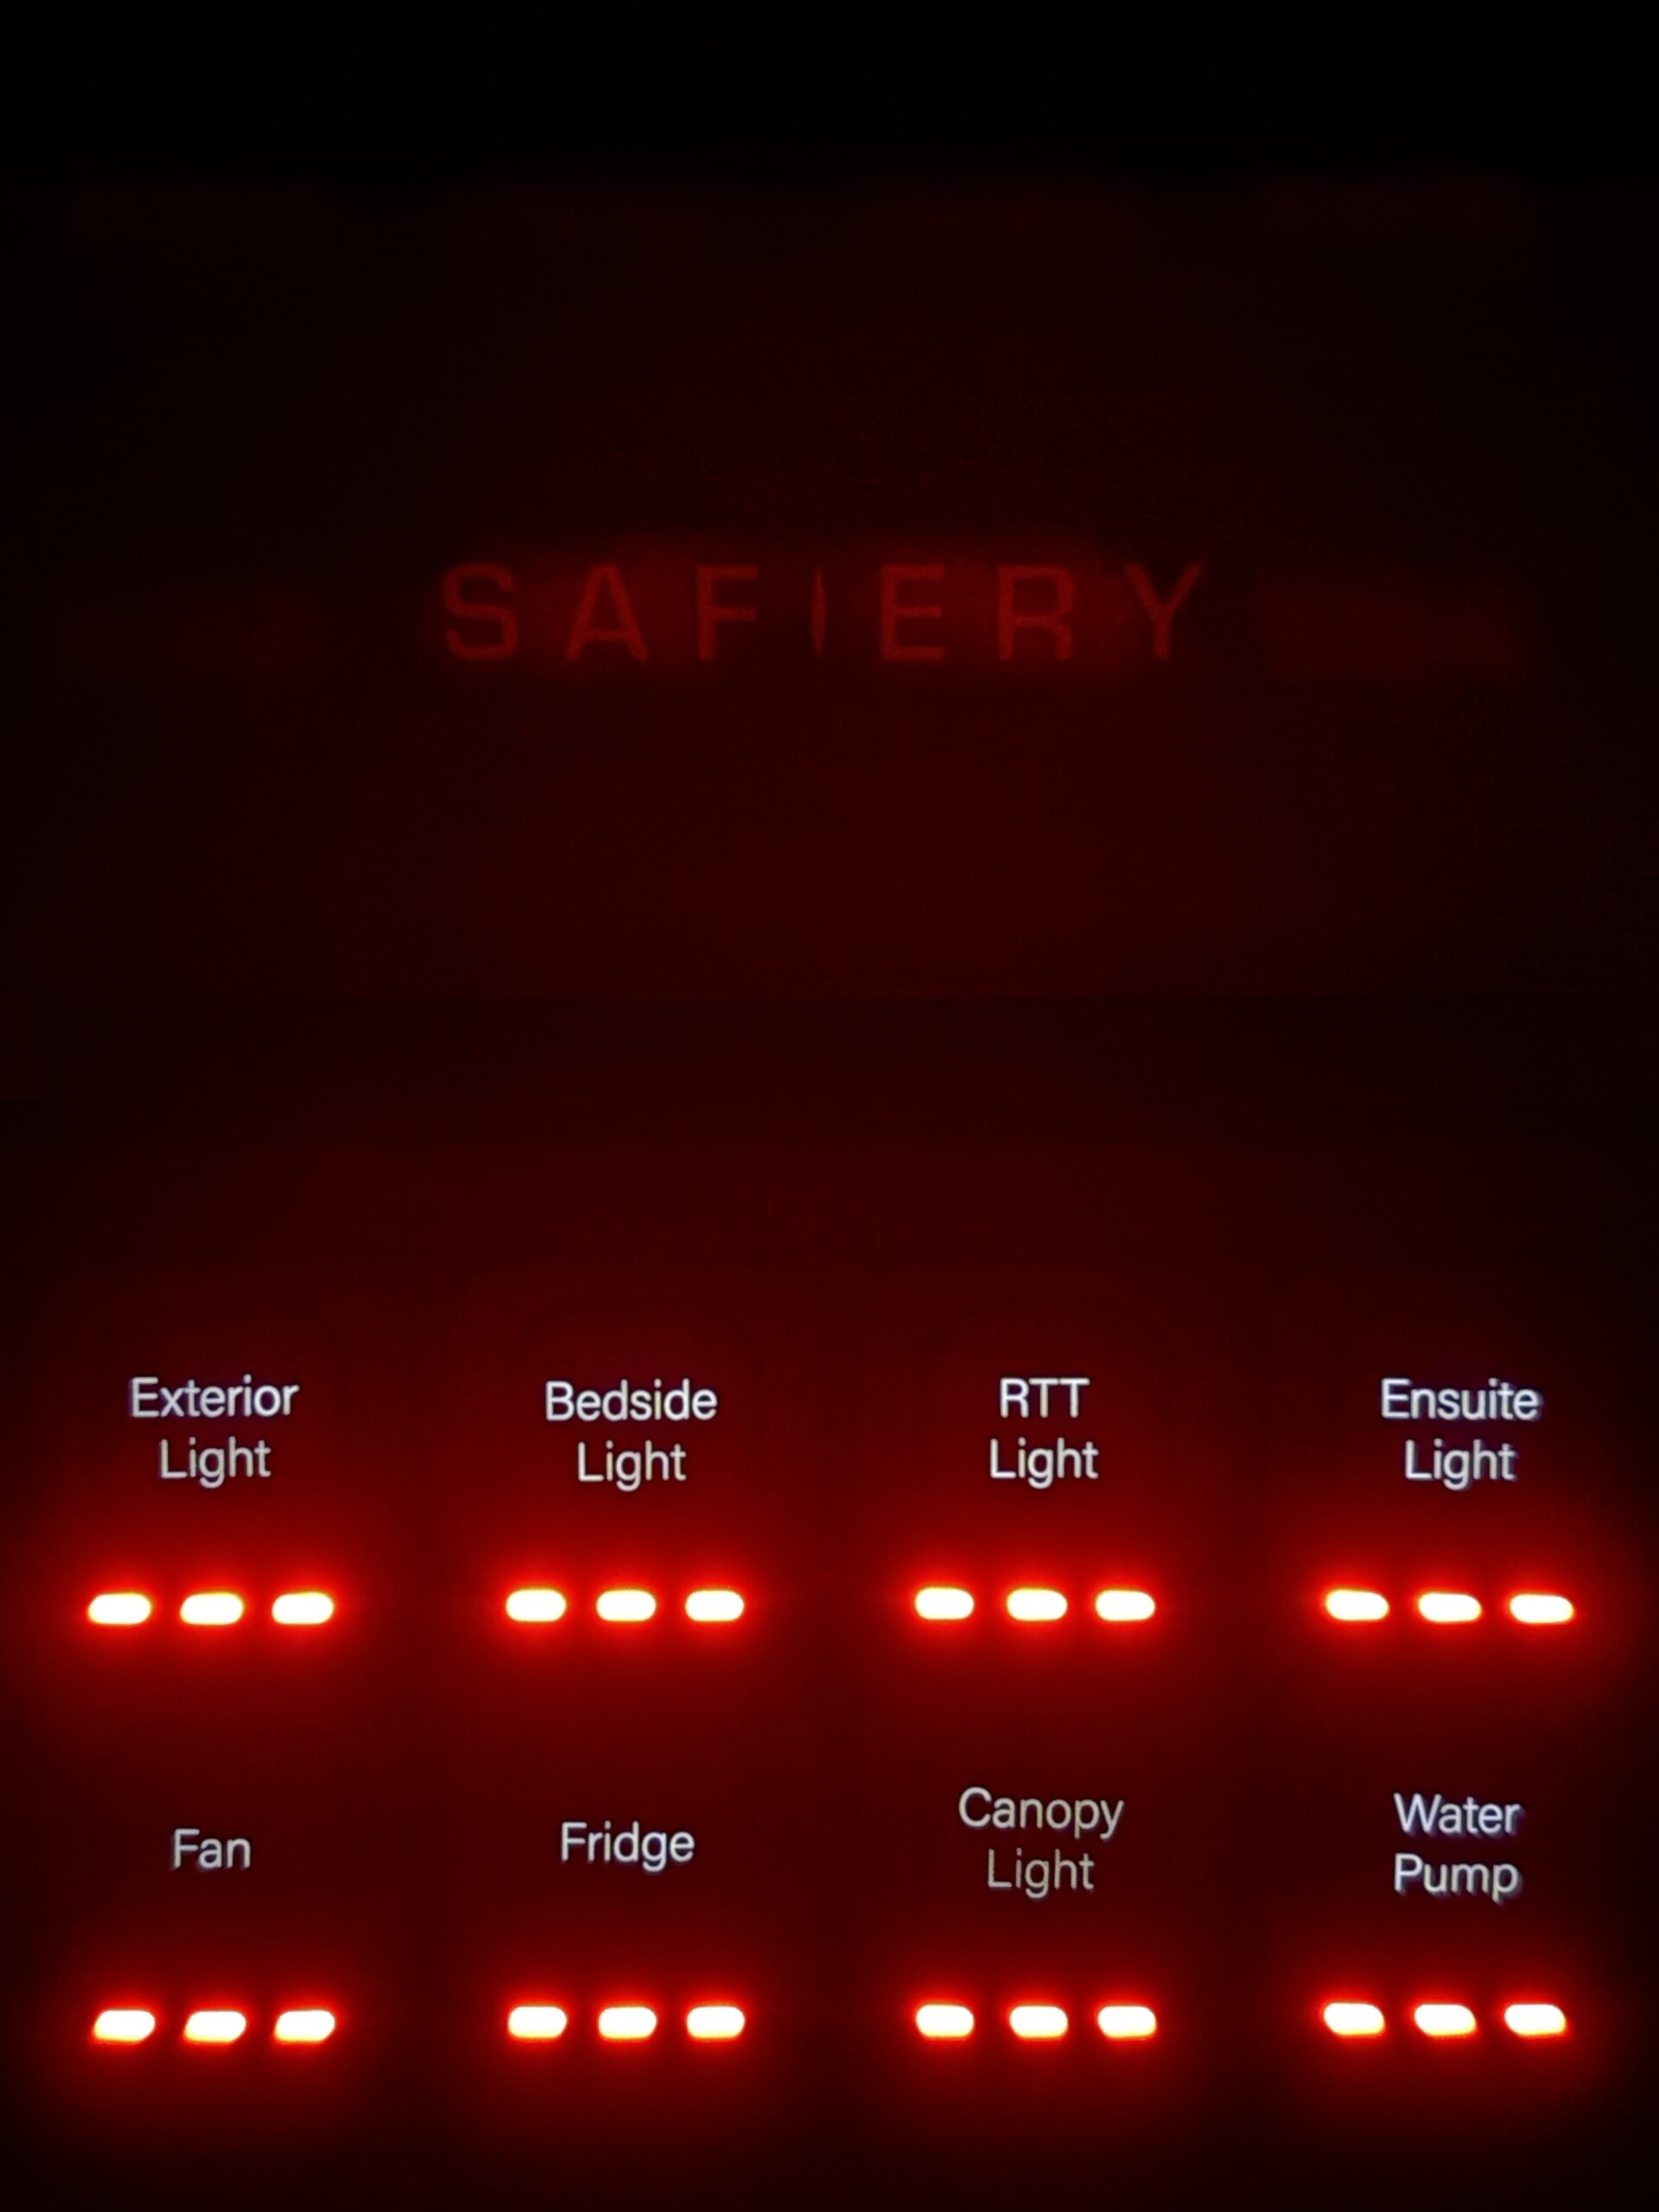 SAFIERY
Exterior Bedside RTT Ensuite
Light Light Light Light
Fan Fridge Canopy Water
Light Pump